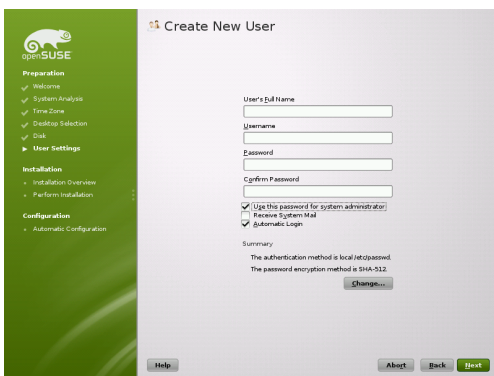 openSUSE
Preparation
Welcome
System Analysis
Time Zone
Desktop Selection
Disk
User Settings
Installation
Installation Overview
Perform Installation
Configuration
Automatic Configuration
Create New User
User's Full Name
Username
Password
Confirm Password
Use this password for system administrator
Receive System Mail
Automatic Login
Summary
The authentication method is local /etc/passwd.
The password encryption method is SHA-512.
Change...
Help
Abort
Back
Next